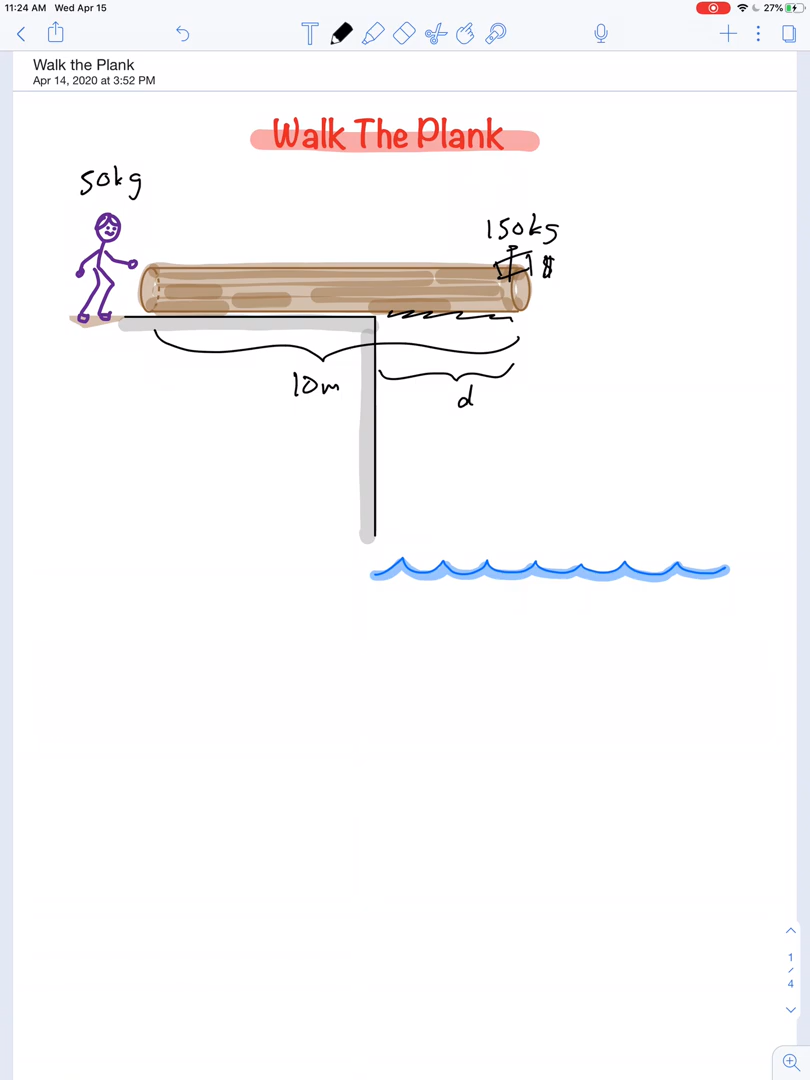 11:24 AM Wed Apr 15
27%
Walk the Plank
Apr 14, 2020 at 3:52 PM
Walk The Plank
50kg
150kg
$
10m
d
1
/
4